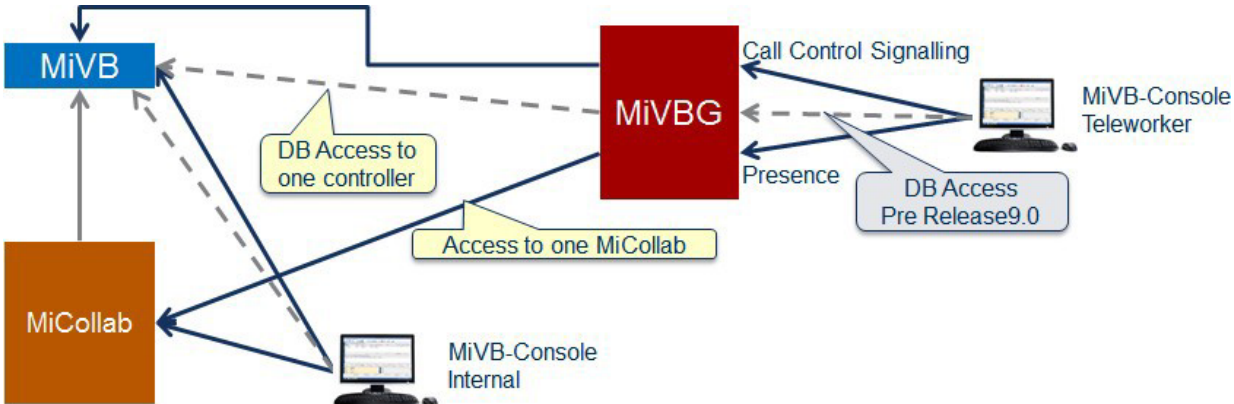 MiVB
MiVBG
Call Control Signalling
MiVB-Console
Teleworker
DB Access to
one controller
Presence
DB Access
Pre Release9.0
Access to one MiCollab
MiCollab
MiVB-Console
Internal